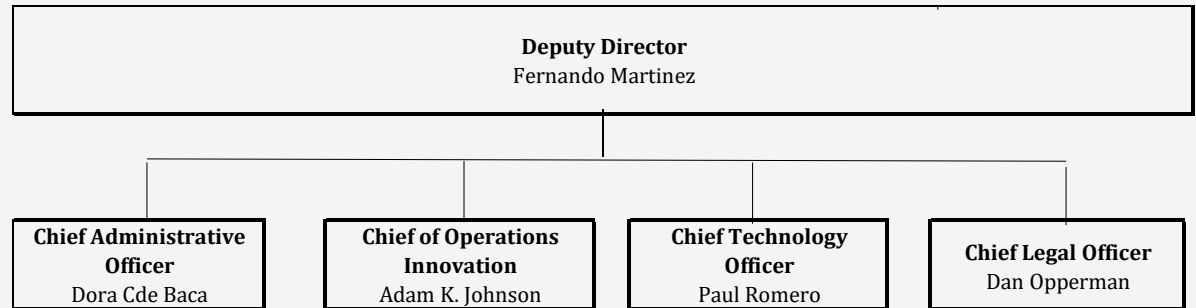 Deputy Director
Fernando Martinez
Chief Administrative
Officer
Dora Cde Baca
Chief of Operations
Innovation
Adam K. Johnson
Chief Technology
Officer
Paul Romero
Chief Legal Officer
Dan Opperman